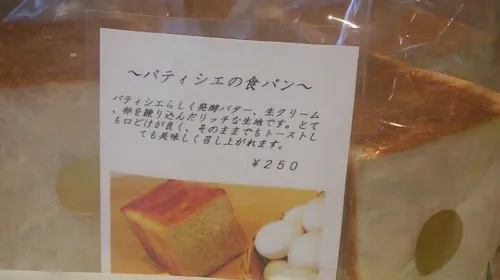 ～パティシエの食パン～
パティシエらしく発酵バター、生クリーム
、卵を練り込んだリッチな生地です。とて
も口どけが良く、そのままでもトーストし
ても美味しく召し上がれます。
￥２５０